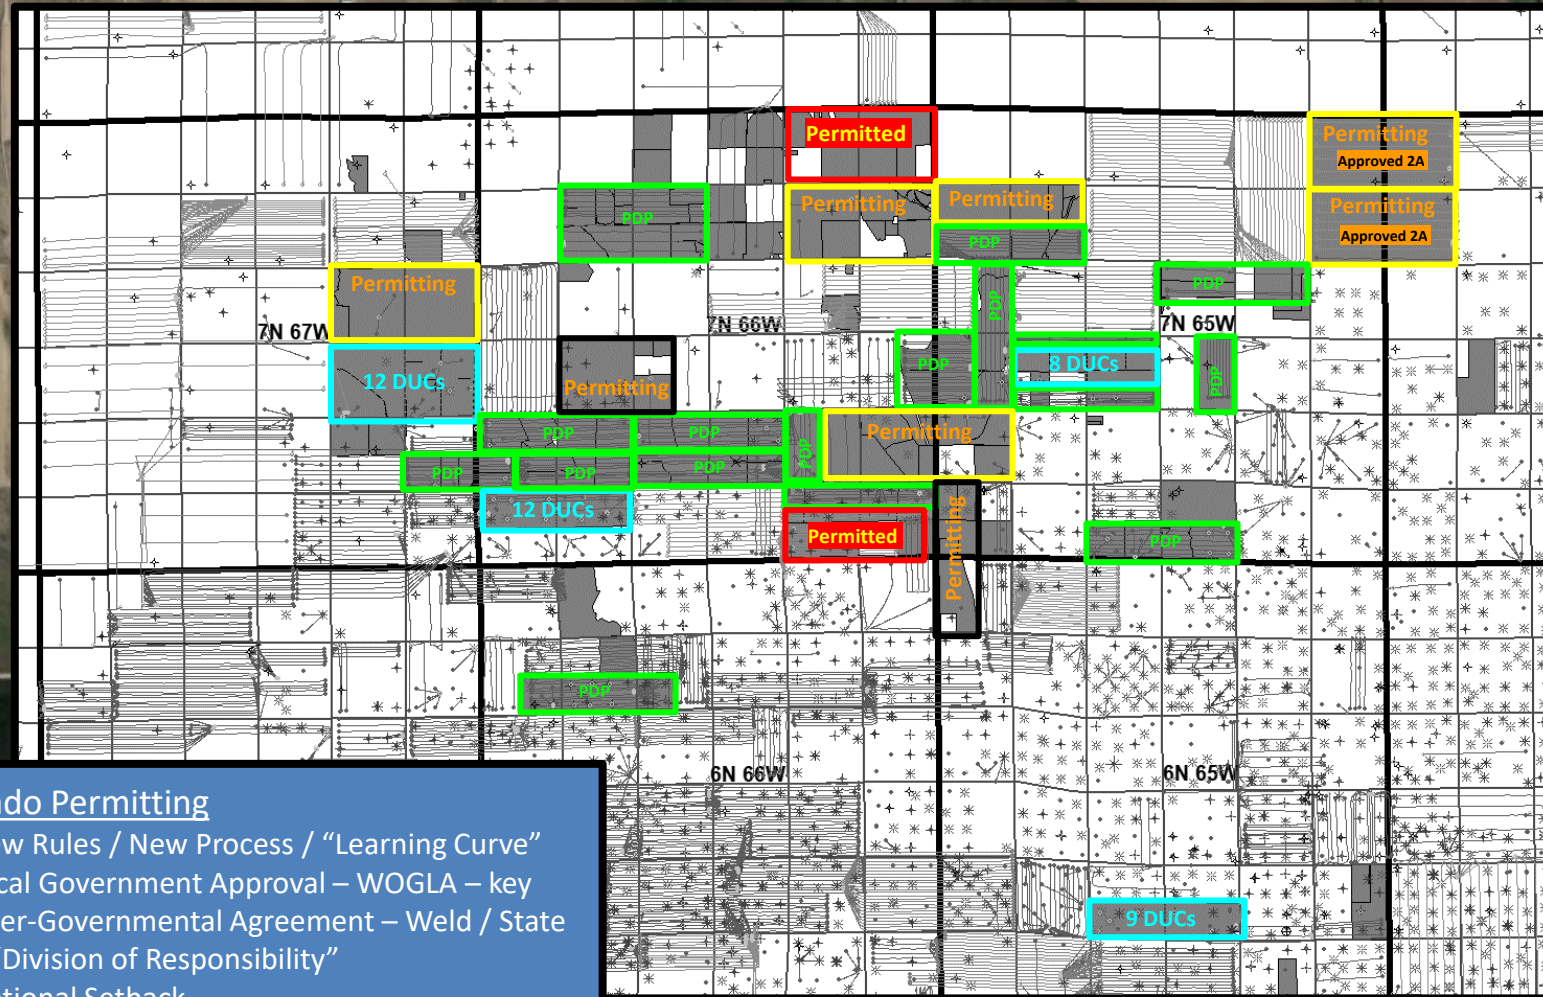 Permitted
Permitting
Approved 2A
Permitting
Permitting
PDP
Permitting
Approved 2A
PDP
Permitting
PDP
PDP
7N 67W
7N 66W
7N 65W
12 DUCs
Permitting
PDP
8 DUCs
PDP
PDP
PDP
Permitting
PDP
PDP
PDP
PDP
12 DUCs
Permitted
Permitting
PDP
PDP
6N 66W
6N 65W
9 DUCs
do Permitting
w Rules / New Process / “Learning Curve”
cal Government Approval – WOGLA – key
er-Governmental Agreement – Weld / State
“Division of Responsibility”
tional Setback